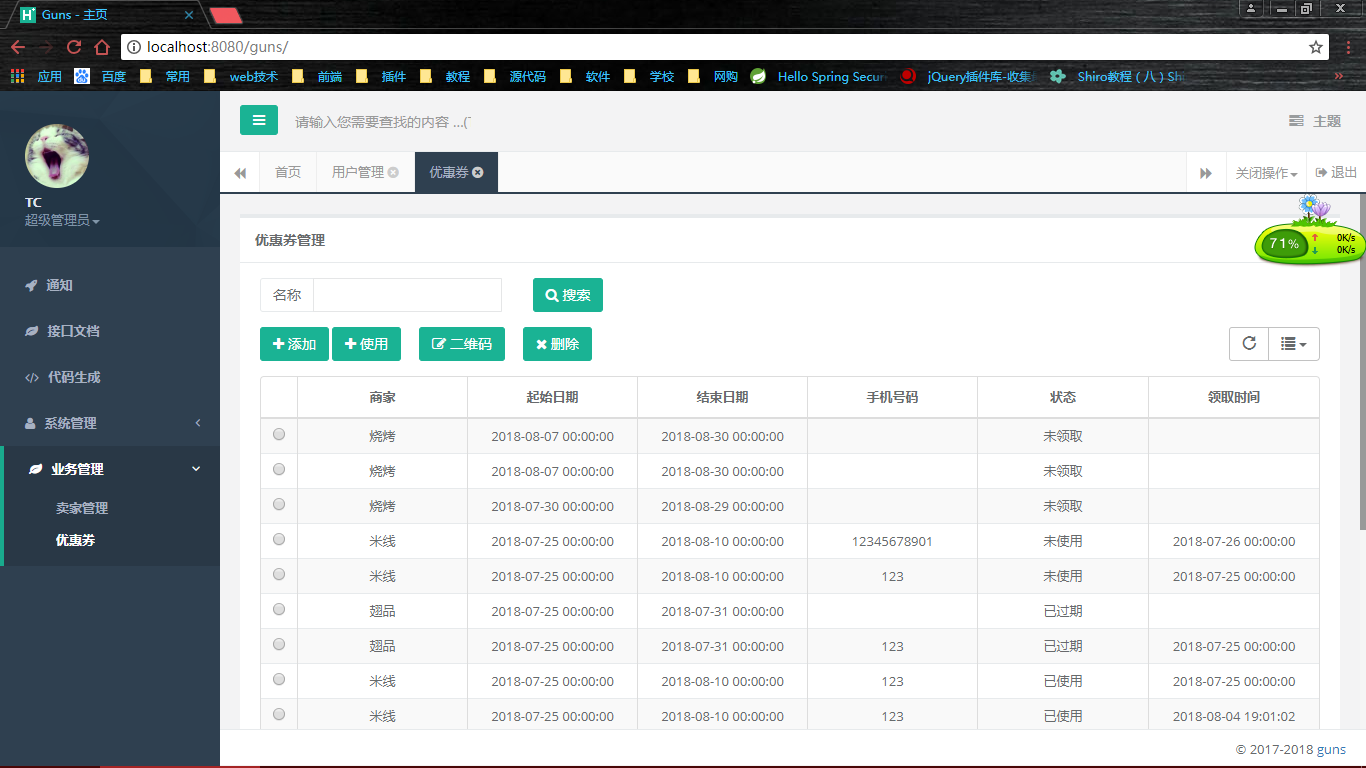 Guns - 主页
localhost:8080/guns/
应用 百度 常用 web技术 前端 插件 教程 源代码 软件 学校 网购 Hello Spring Secur jQuery插件库-收集 Shiro教程（八）Sh
TC
超级管理员
通知
接口文档
代码生成
系统管理
业务管理
卖家管理
优惠券
请输入您需要查找的内容 …(
主题
首页 用户管理 优惠券 关闭操作 退出
71%
0K/s
0K/s
优惠券管理
名称 搜索
添加 使用 二维码 删除
商家 起始日期 结束日期 手机号码 状态 领取时间
烧烤 2018-08-07 00:00:00 2018-08-30 00:00:00 未领取
烧烤 2018-08-07 00:00:00 2018-08-30 00:00:00 未领取
烧烤 2018-07-30 00:00:00 2018-08-29 00:00:00 未领取
米线 2018-07-25 00:00:00 2018-08-10 00:00:00 12345678901 未使用 2018-07-26 00:00:00
米线 2018-07-25 00:00:00 2018-08-10 00:00:00 123 未使用 2018-07-25 00:00:00
翅品 2018-07-25 00:00:00 2018-07-31 00:00:00 已过期
翅品 2018-07-25 00:00:00 2018-07-31 00:00:00 123 已过期 2018-07-25 00:00:00
米线 2018-07-25 00:00:00 2018-08-10 00:00:00 123 已使用 2018-07-25 00:00:00
米线 2018-07-25 00:00:00 2018-08-10 00:00:00 123 已使用 2018-08-04 19:01:02
© 2017-2018 guns